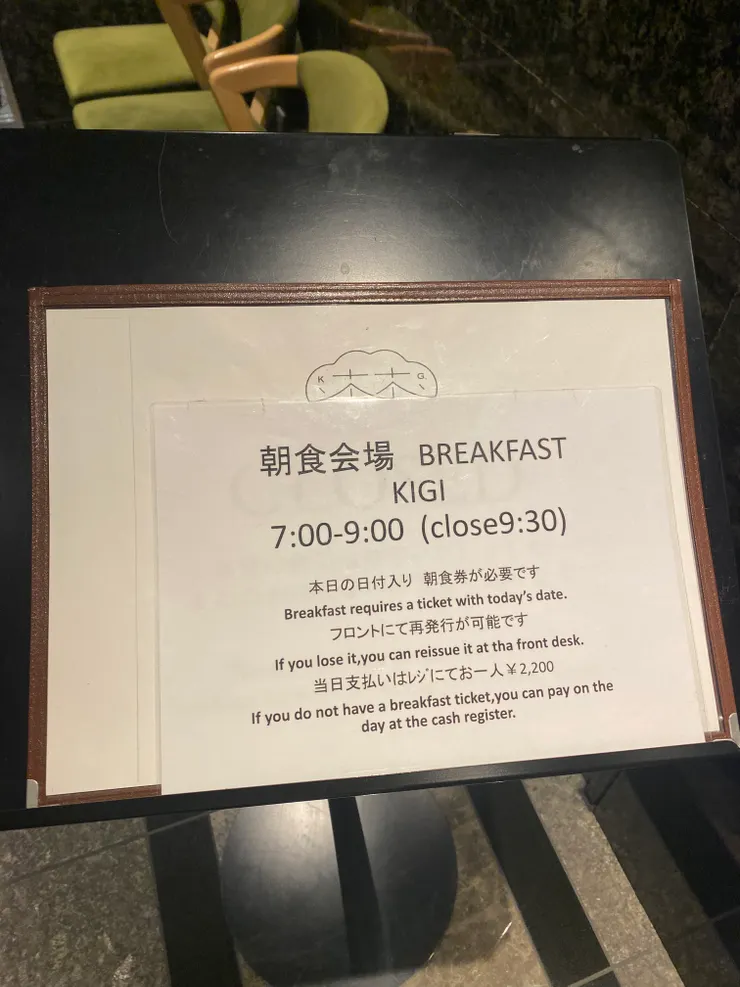 K G.
木木
朝食会場 BREAKFAST
KIGI
7:00-9:00 (close9:30)
本日の日付入り 朝食券が必要です
Breakfast requires a ticket with today's date.
フロントにて再発行が可能です
If you lose it,you can reissue it at tha front desk.
当日支払いはﾚｼﾞにてお一人￥2,200
If you do not have a breakfast ticket,you can pay on the
day at the cash register.